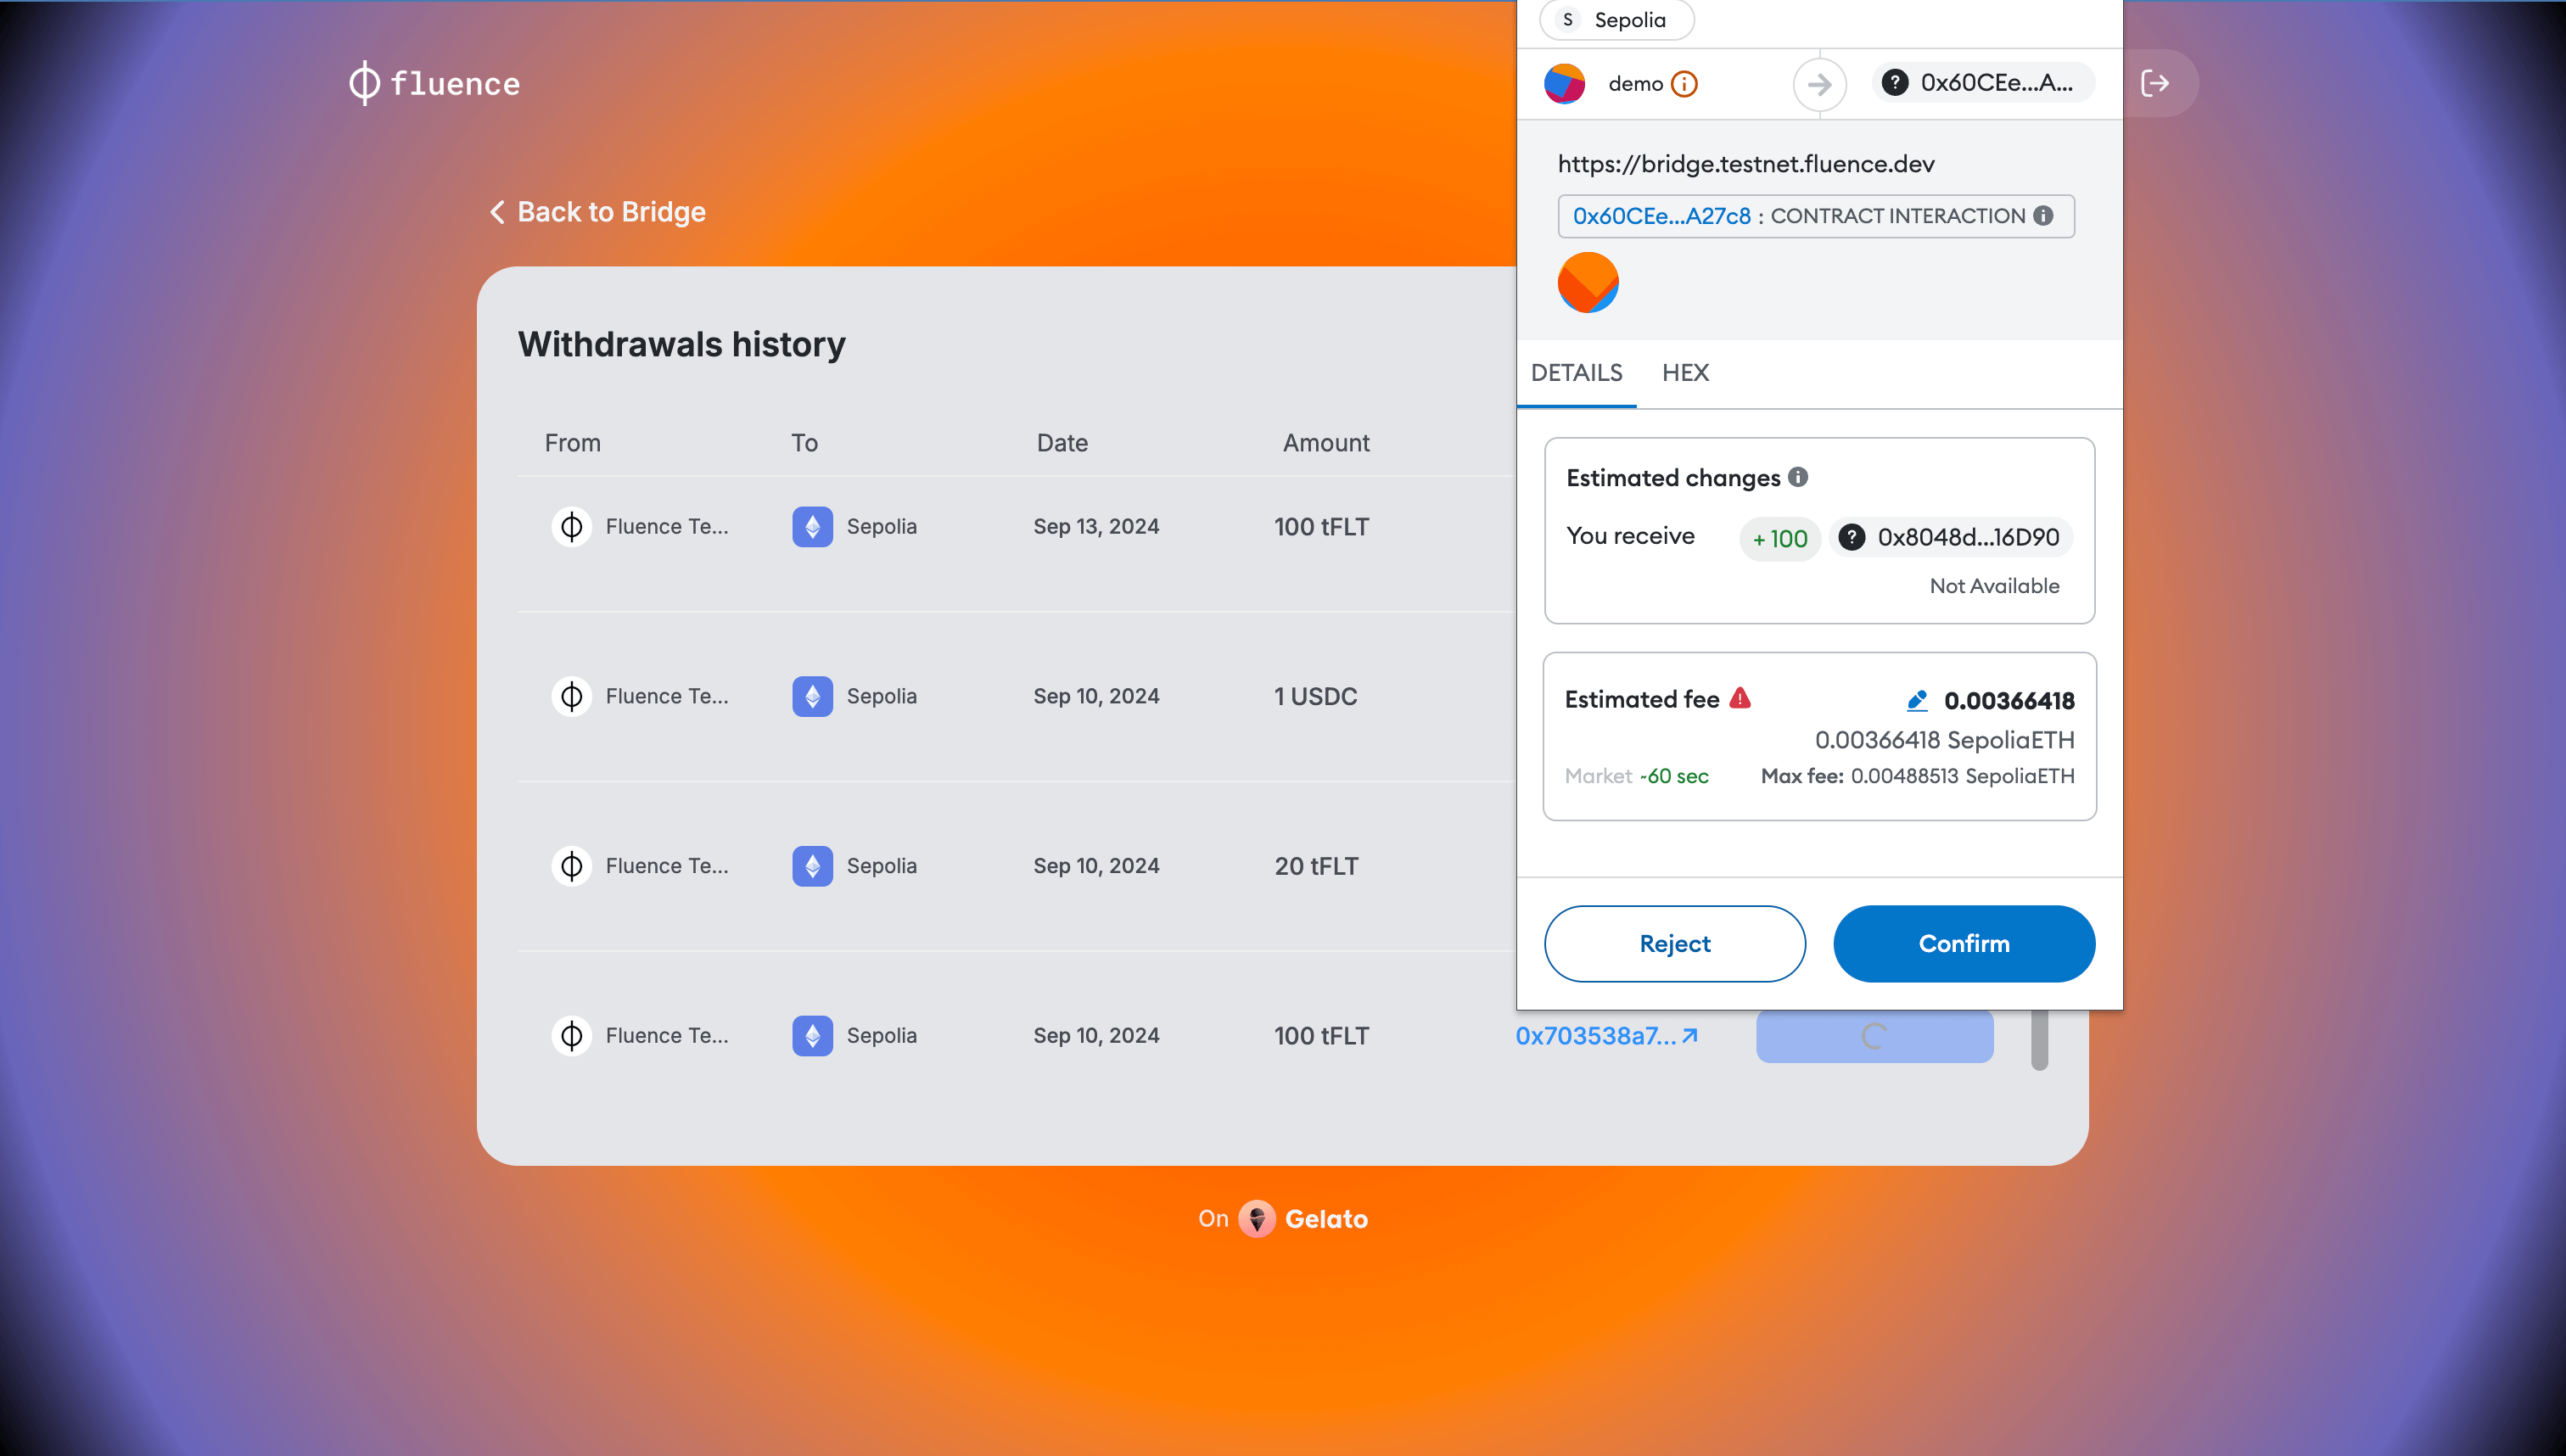 fluence
Back to Bridge
Withdrawals history
From To Date Amount
Fluence Te... Sepolia Sep 13, 2024 100 tFLT
Fluence Te... Sepolia Sep 10, 2024 1 USDC
Fluence Te... Sepolia Sep 10, 2024 20 tFLT
Fluence Te... Sepolia Sep 10, 2024 100 tFLT 0x703538a7...
On Gelato
S Sepolia
demo 0x60CEe...A...
https://bridge.testnet.fluence.dev
0x60CEe...A27c8 : CONTRACT INTERACTION
DETAILS HEX
Estimated changes
You receive + 100 0x8048d...16D90
Not Available
Estimated fee 0.00366418
0.00366418 SepoliaETH
Market ~60 sec Max fee: 0.00488513 SepoliaETH
Reject Confirm